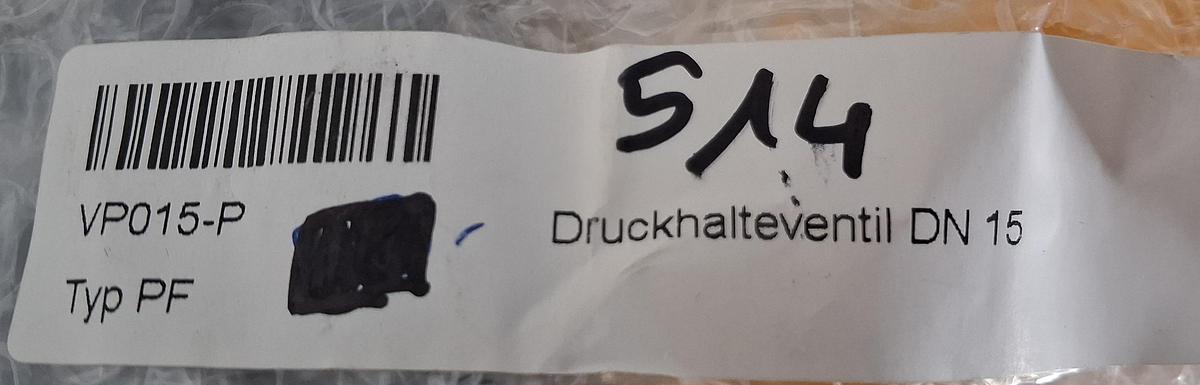 514
VP015-P
Druckhalteventil DN 15
Typ PF